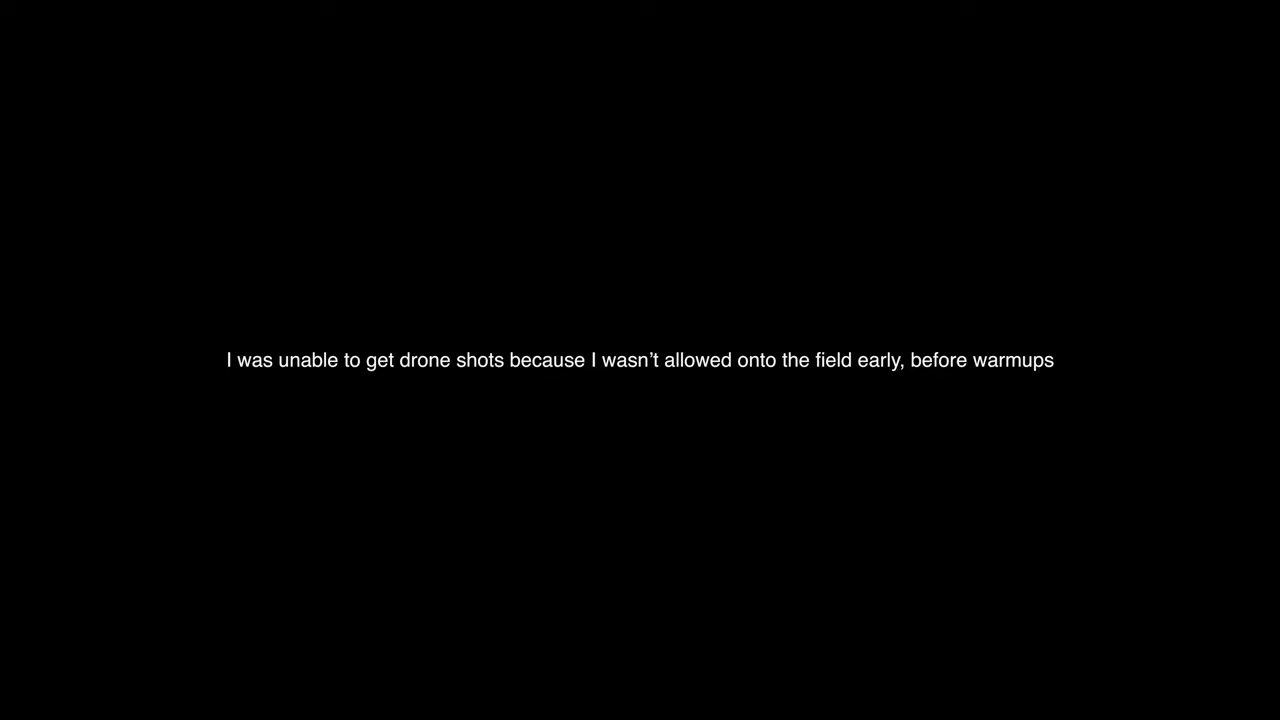 I was unable to get drone shots because I wasn’t allowed onto the field early, before warmups